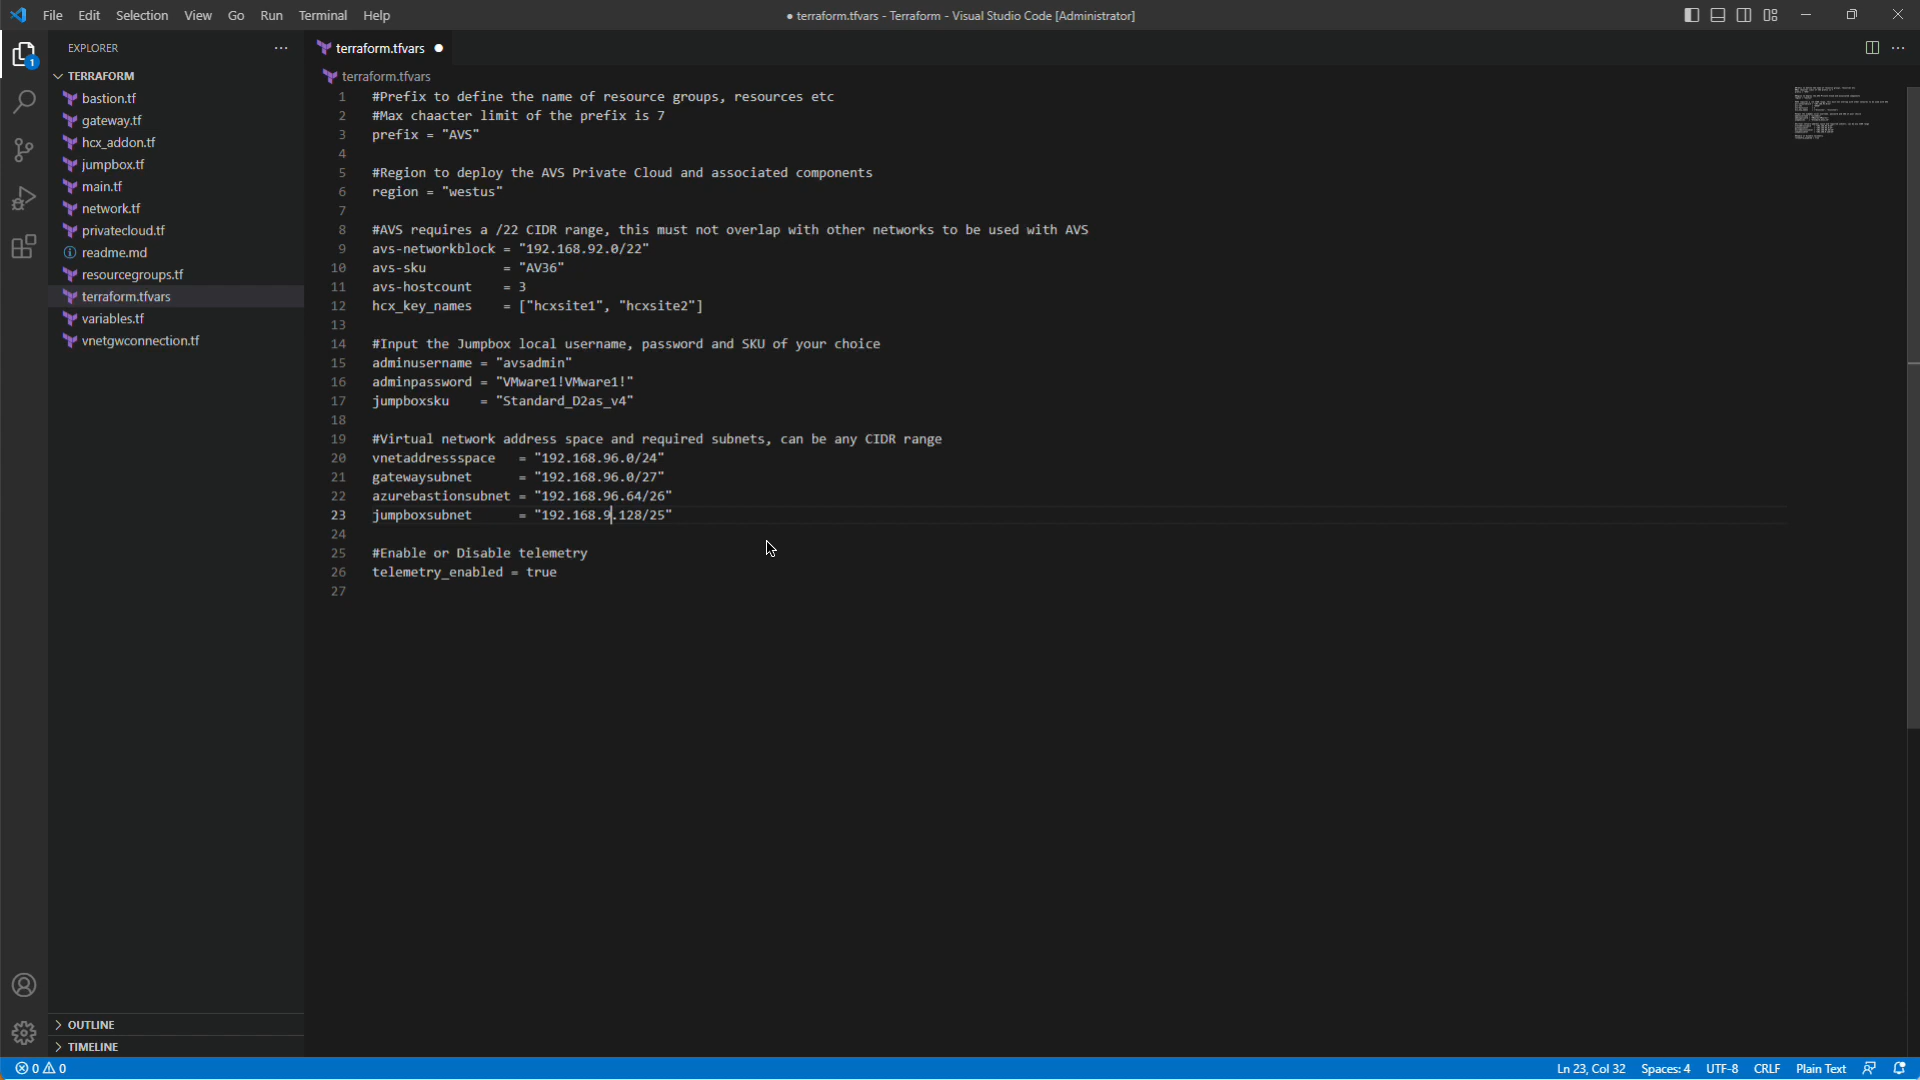 File Edit Selection View Go Run Terminal Help
● terraform.tfvars - Terraform - Visual Studio Code [Administrator]
EXPLORER
TERRAFORM
bastion.tf
gateway.tf
hcx_addon.tf
jumpbox.tf
main.tf
network.tf
privatecloud.tf
readme.md
resourcegroups.tf
terraform.tfvars
variables.tf
vnetgwconnection.tf
OUTLINE
TIMELINE
1
terraform.tfvars
terraform.tfvars
1 #Prefix to define the name of resource groups, resources etc
2 #Max chaacter limit of the prefix is 7
3 prefix = "AVS"
4
5 #Region to deploy the AVS Private Cloud and associated components
6 region = "westus"
7
8 #AVS requires a /22 CIDR range, this must not overlap with other networks to be used with AVS
9 avs-networkblock = "192.168.92.0/22"
10 avs-sku = "AV36"
11 avs-hostcount = 3
12 hcx_key_names = ["hcxsite1", "hcxsite2"]
13
14 #Input the Jumpbox local username, password and SKU of your choice
15 adminusername = "avsadmin"
16 adminpassword = "VMware1!VMware1!"
17 jumpboxsku = "Standard_D2as_v4"
18
19 #Virtual network address space and required subnets, can be any CIDR range
20 vnetaddressspace = "192.168.96.0/24"
21 gatewaysubnet = "192.168.96.0/27"
22 azurebastionsubnet = "192.168.96.64/26"
23 jumpboxsubnet = "192.168.9.128/25"
24
25 #Enable or Disable telemetry
26 telemetry_enabled = true
27
0 0
Ln 23, Col 32 Spaces: 4 UTF-8 CRLF Plain Text